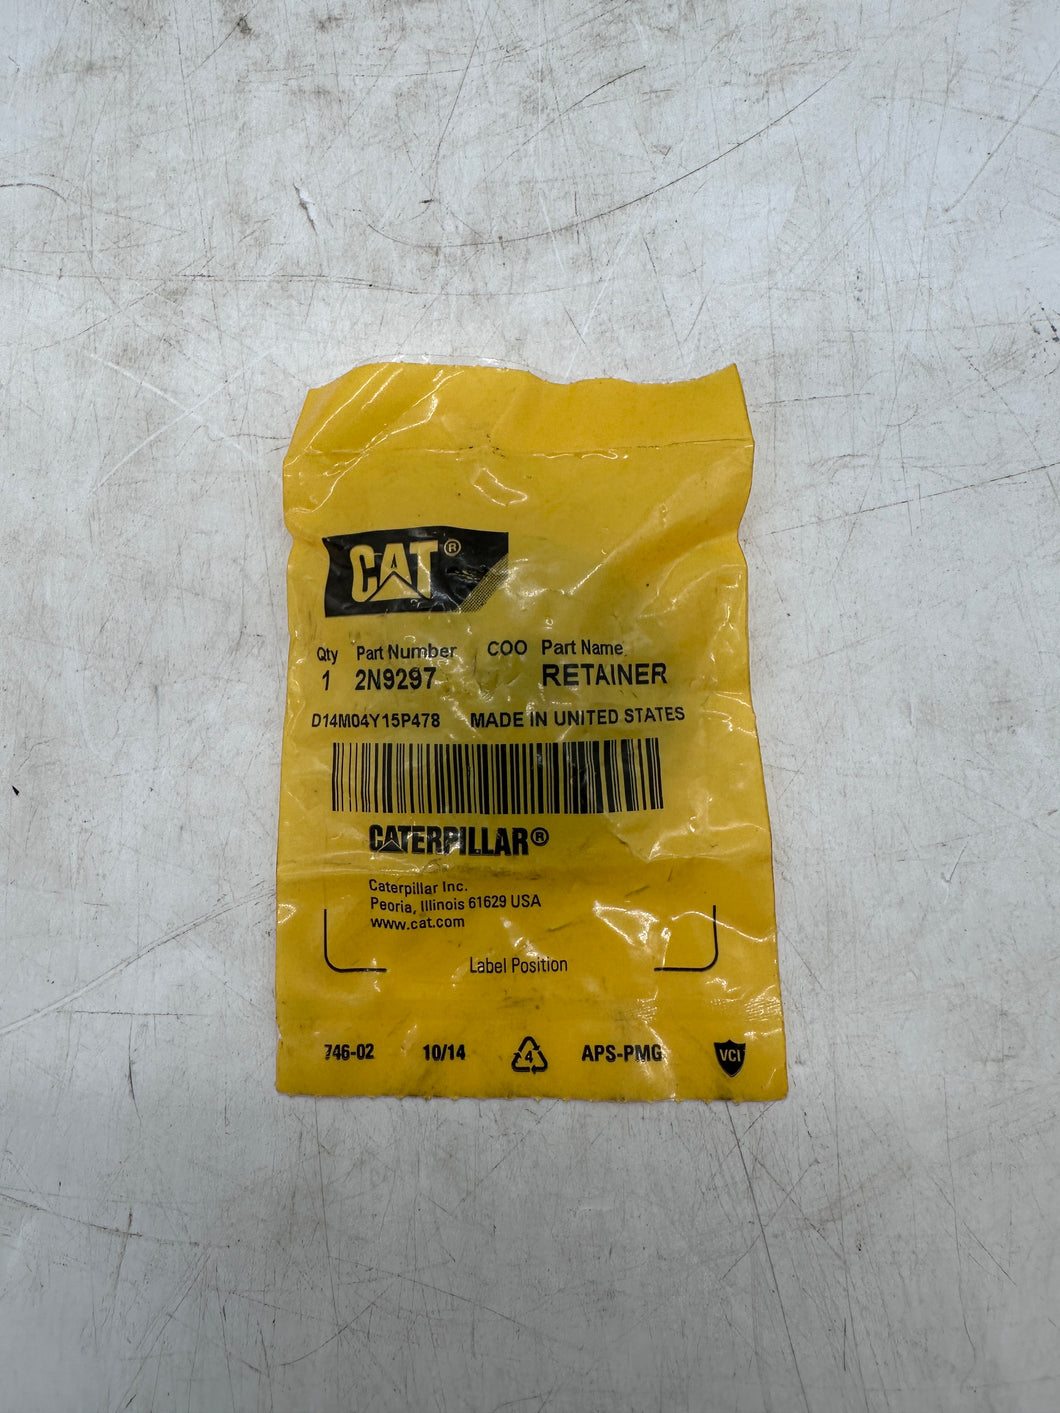 CAT®
Qty Part Number COO Part Name
1 2N9297 RETAINER
D14M04Y15P478 MADE IN UNITED STATES
CATERPILLAR®
Caterpillar Inc.
Peoria, Illinois 61629 USA
www.cat.com
Label Position
746-02 10/14 4 APS-PMG VCI